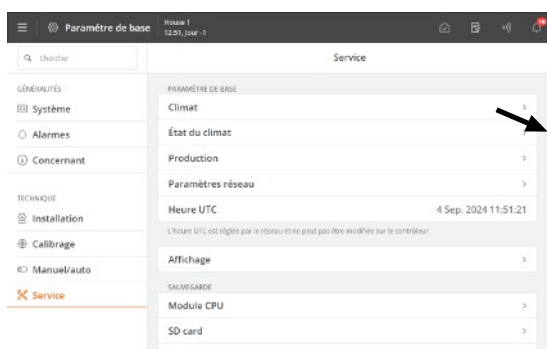 Paramétre de base
House 1
12:51, Jour -1
18
Chercher
Service
GÉNÉRALITÉS
Système
Alarmes
Concernant
TECHNIQUE
Installation
Calibrage
Manuel/auto
Service
PARAMÉTRE DE BASE
Climat
État du climat
Production
Paramètres réseau
Heure UTC 4 Sep. 2024 11:51:21
L'heure UTC est réglée par le réseau et ne peut pas être modifiée sur le contrôleur
Affichage
SAUVEGARDE
Module CPU
SD card